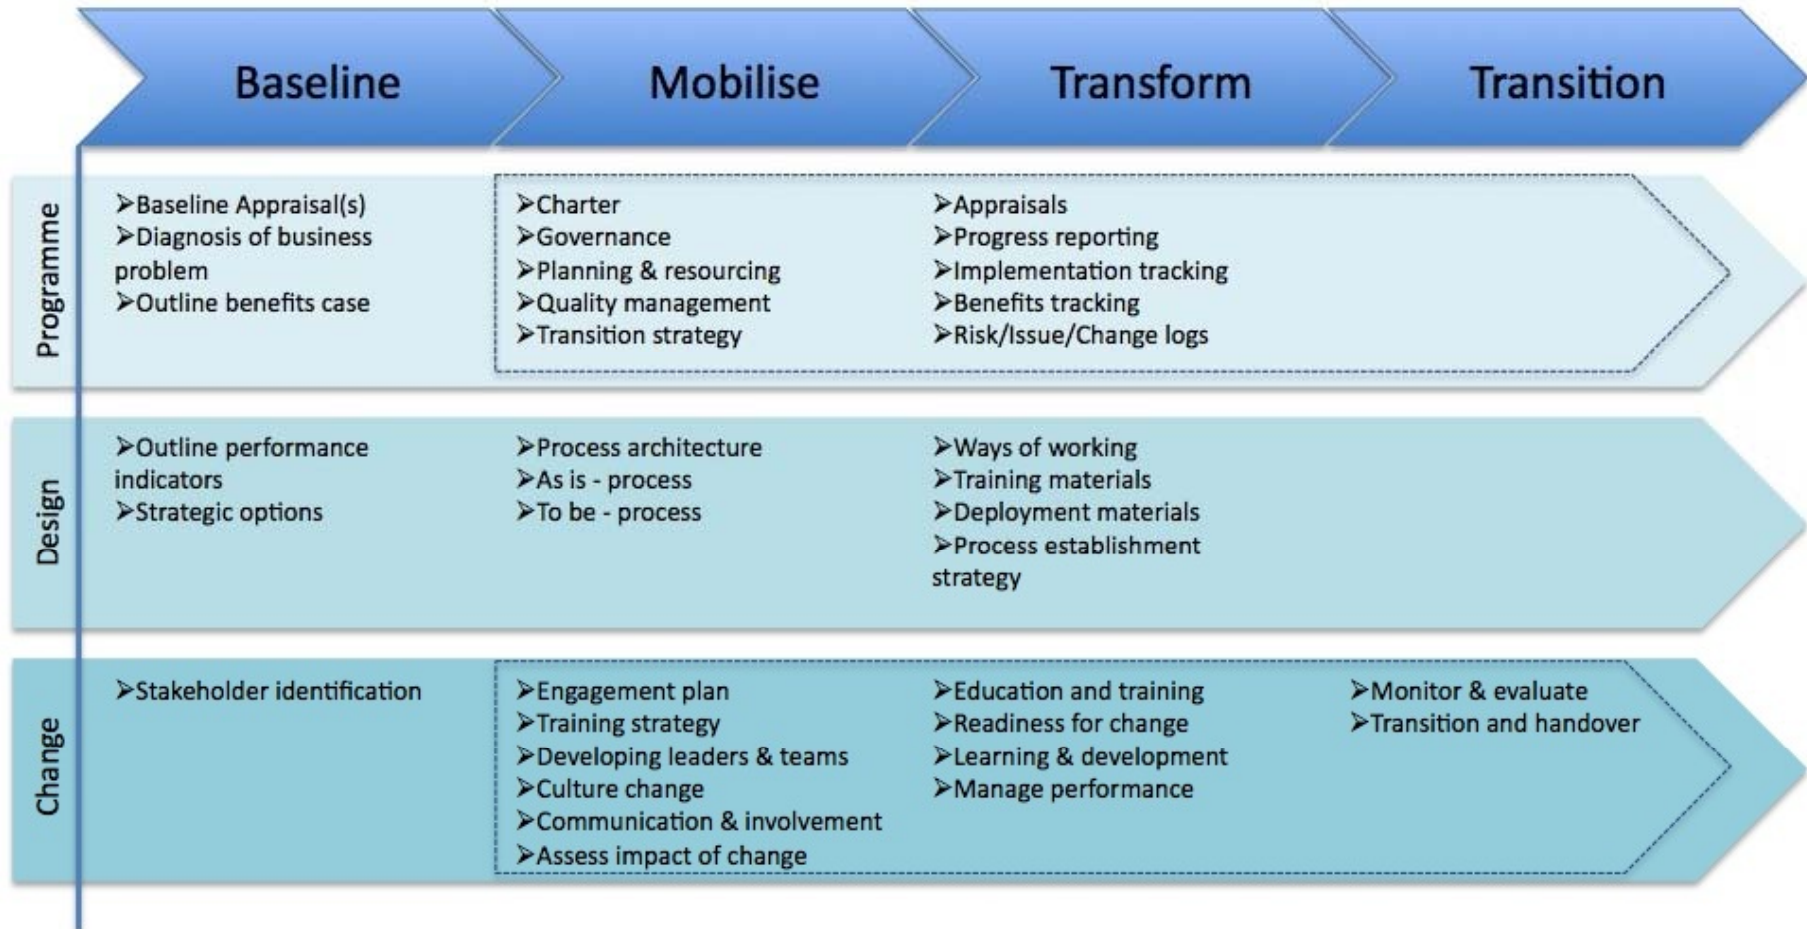 Baseline
Mobilise
Transform
Transition
Programme
➢Baseline Appraisal(s)
➢Diagnosis of business
problem
➢Outline benefits case
➢Charter
➢Governance
➢Planning & resourcing
➢Quality management
➢Transition strategy
➢Appraisals
➢Progress reporting
➢Implementation tracking
➢Benefits tracking
➢Risk/Issue/Change logs
Design
➢Outline performance
indicators
➢Strategic options
➢Process architecture
➢As is - process
➢To be - process
➢Ways of working
➢Training materials
➢Deployment materials
➢Process establishment
strategy
Change
➢Stakeholder identification
➢Engagement plan
➢Training strategy
➢Developing leaders & teams
➢Culture change
➢Communication & involvement
➢Assess impact of change
➢Education and training
➢Readiness for change
➢Learning & development
➢Manage performance
➢Monitor & evaluate
➢Transition and handover